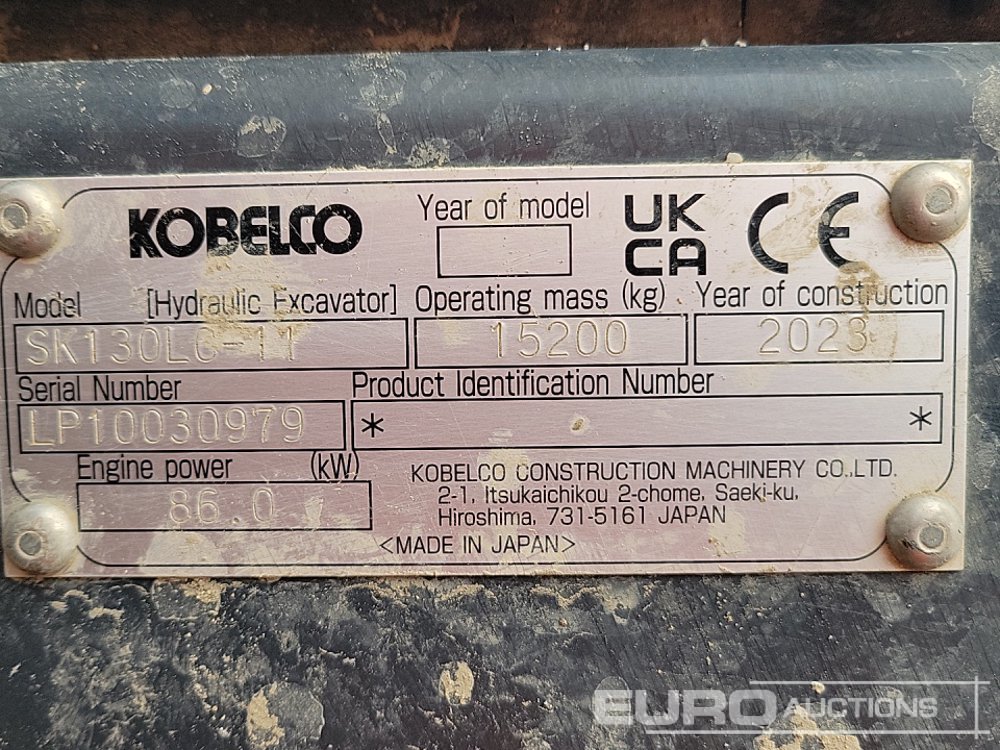 KOBELCO
Year of model
UK
CA
CE
Model [Hydraulic Excavator]
SK130LC-11
Operating mass (kg)
15200
Year of construction
2023
Serial Number
LP10030979
Product Identification Number
* *
Engine power (kW)
86.0
KOBELCO CONSTRUCTION MACHINERY CO.,LTD.
2-1, Itsukaichikou 2-chome, Saeki-ku,
Hiroshima, 731-5161 JAPAN
<MADE IN JAPAN>
EURO AUCTIONS